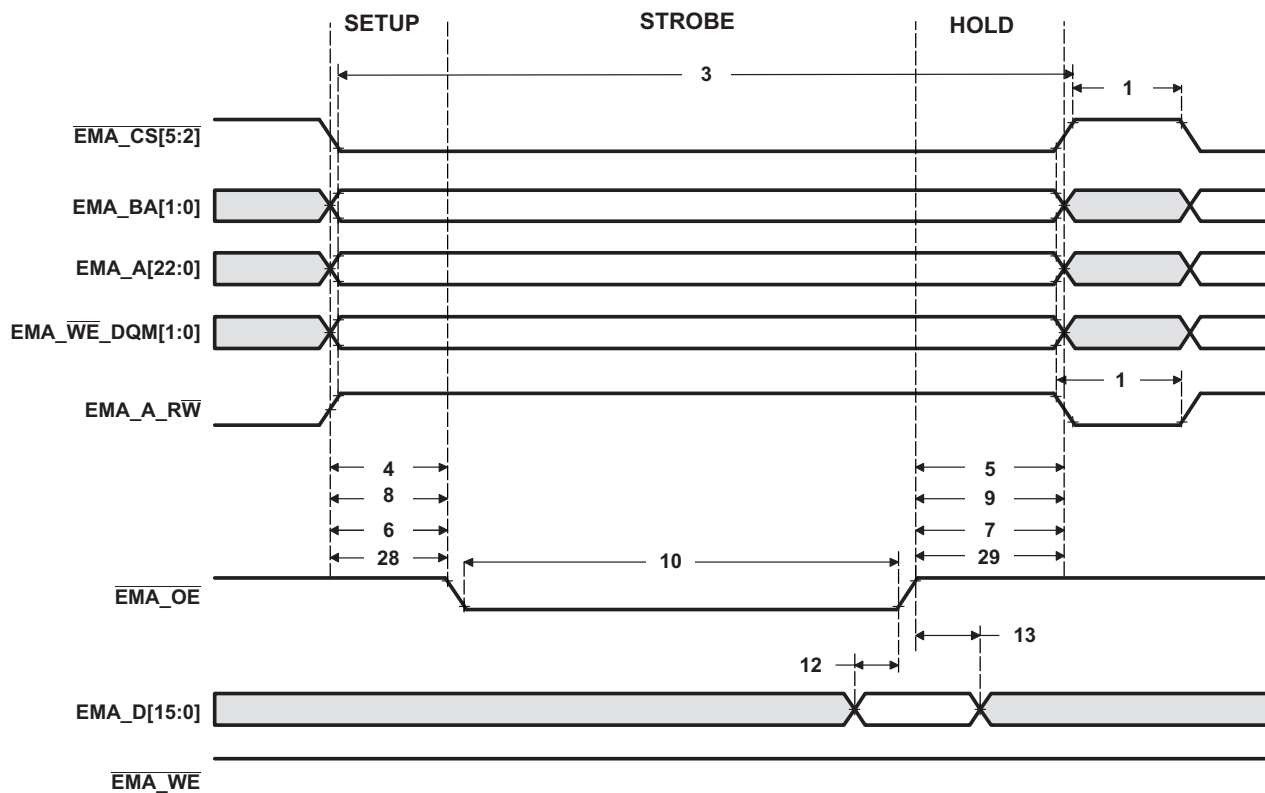 SETUP STROBE HOLD
3
1
EMA_CS[5:2]
EMA_BA[1:0]
EMA_A[22:0]
EMA_WE_DQM[1:0]
1
EMA_A_RW
4 5
8 9
6 7
28 29
10
EMA_OE
13
12
EMA_D[15:0]
EMA_WE